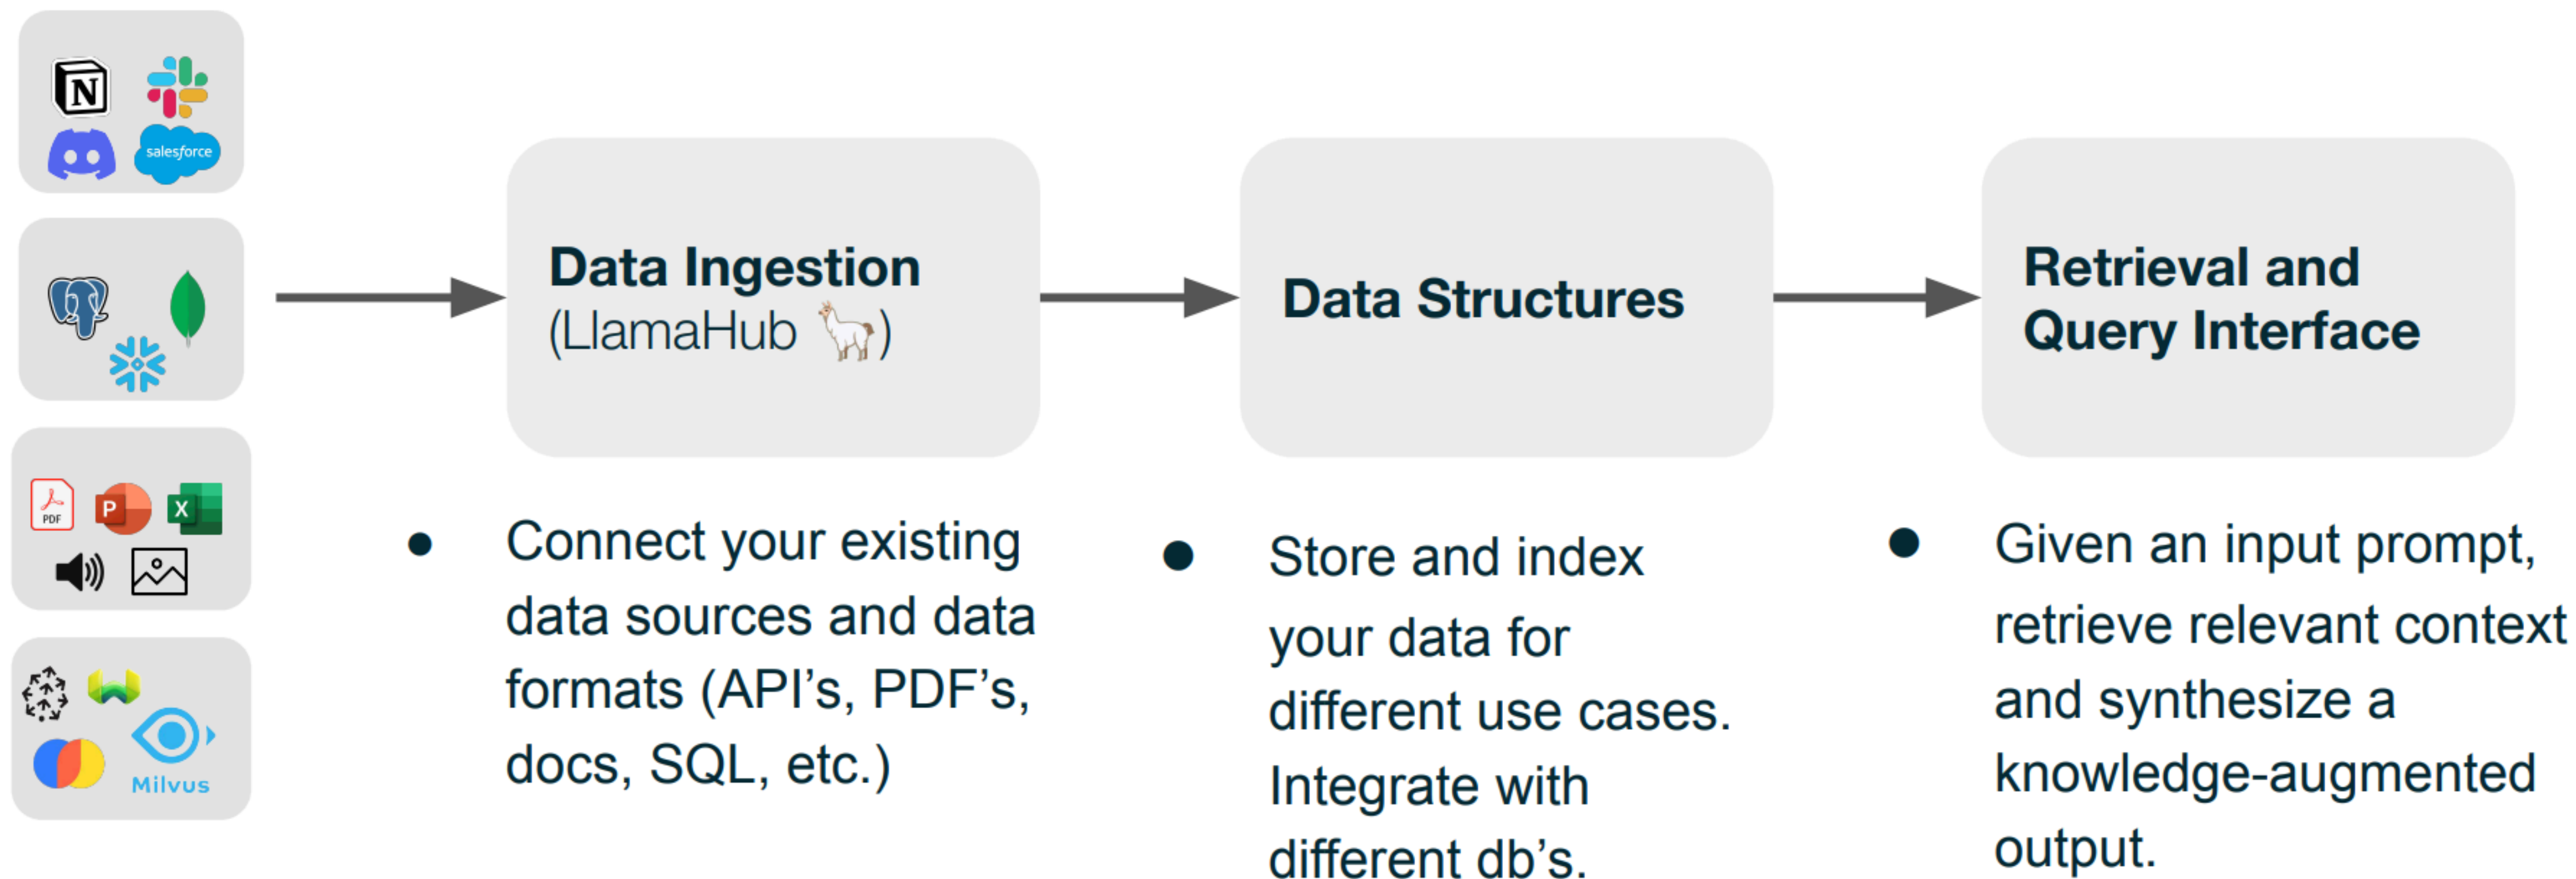 N
salesforce
PDF
P
X
Milvus
Data Ingestion
(LlamaHub 🦙)
Data Structures
Retrieval and
Query Interface
● Connect your existing
data sources and data
formats (API's, PDF's,
docs, SQL, etc.)
● Store and index
your data for
different use cases.
Integrate with
different db's.
● Given an input prompt,
retrieve relevant context
and synthesize a
knowledge-augmented
output.